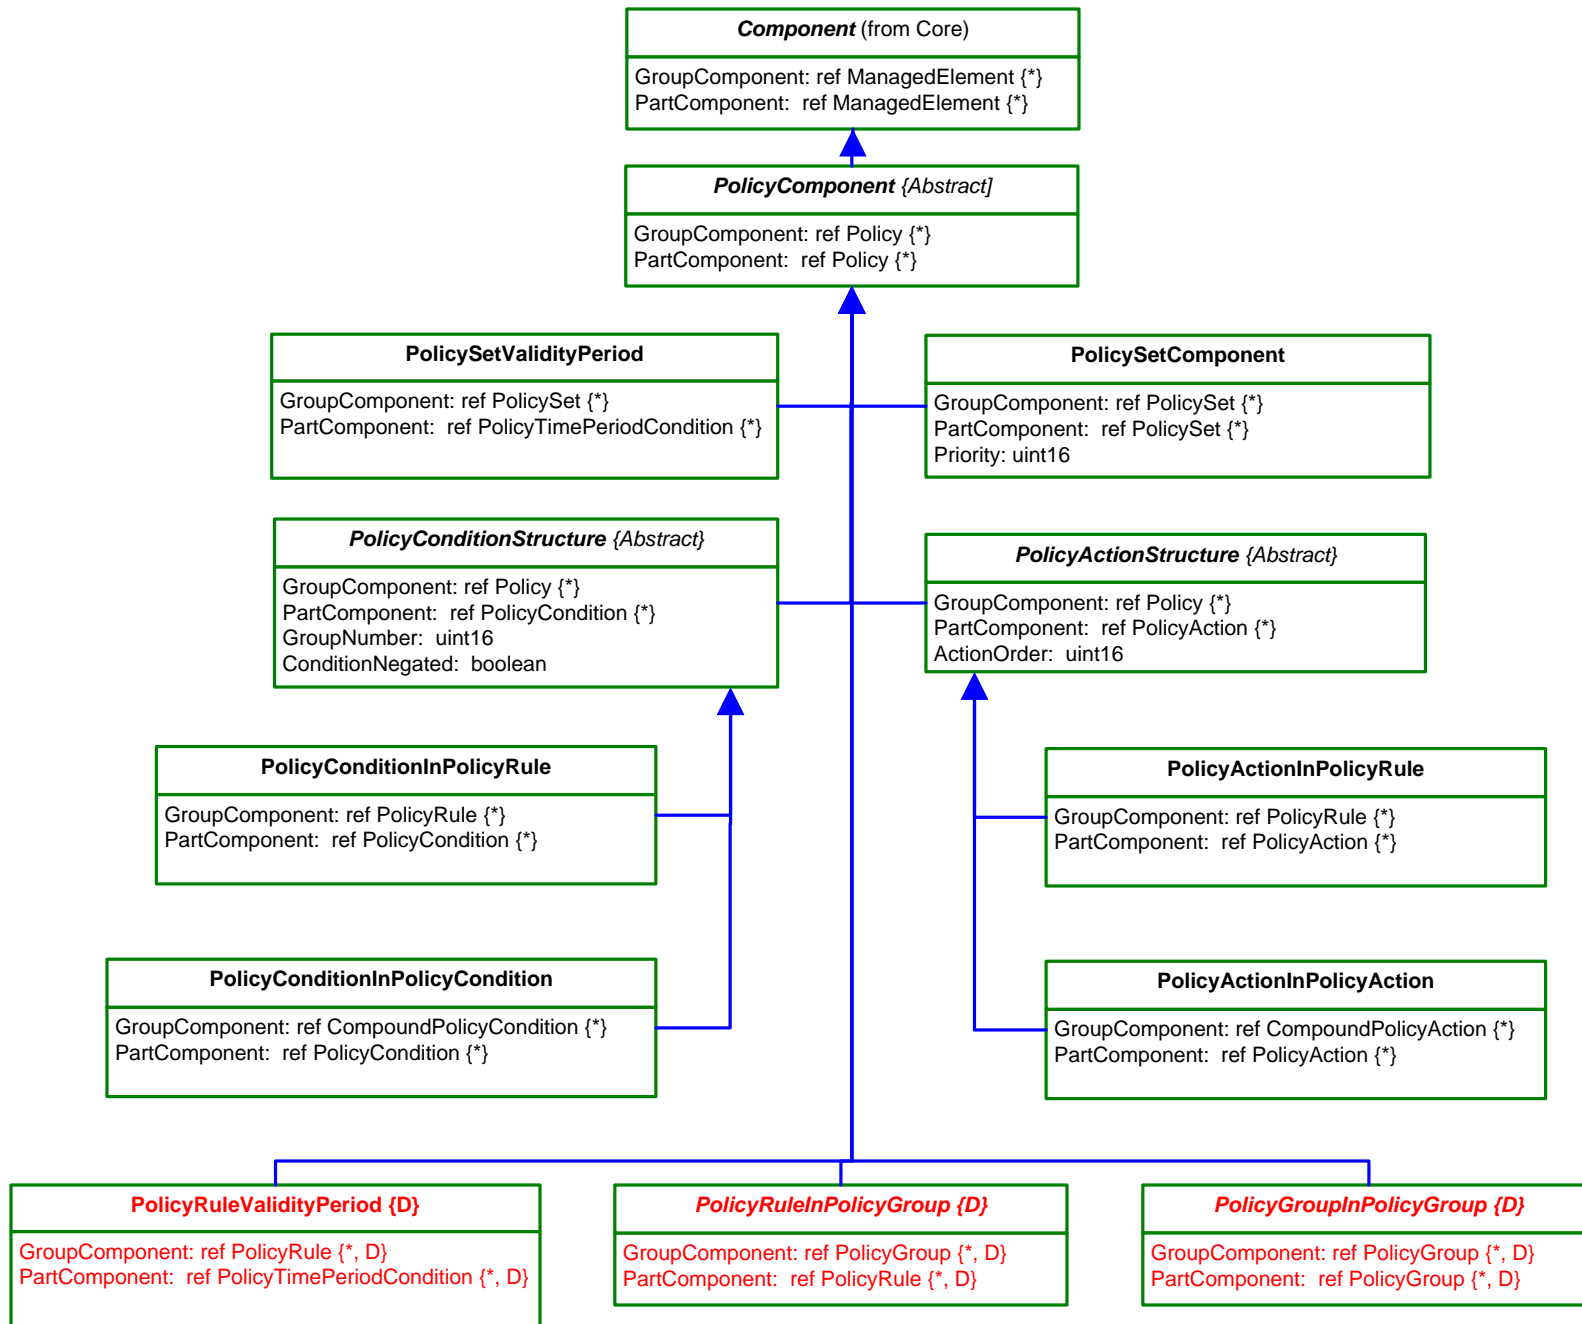 Component (from Core)
GroupComponent: ref ManagedElement {*}
PartComponent:  ref ManagedElement {*}
PolicyComponent {Abstract]
GroupComponent: ref Policy {*}
PartComponent:  ref Policy {*}
PolicySetValidityPeriod
GroupComponent: ref PolicySet {*}
PartComponent:  ref PolicyTimePeriodCondition {*}
PolicySetComponent
GroupComponent: ref PolicySet {*}
PartComponent:  ref PolicySet {*}
Priority: uint16
PolicyConditionStructure {Abstract}
GroupComponent: ref Policy {*}
PartComponent:  ref PolicyCondition {*}
GroupNumber:  uint16
ConditionNegated:  boolean
PolicyActionStructure {Abstract}
GroupComponent: ref Policy {*}
PartComponent:  ref PolicyAction {*}
ActionOrder:  uint16
PolicyConditionInPolicyRule
GroupComponent: ref PolicyRule {*}
PartComponent:  ref PolicyCondition {*}
PolicyActionInPolicyRule
GroupComponent: ref PolicyRule {*}
PartComponent:  ref PolicyAction {*}
PolicyConditionInPolicyCondition
GroupComponent: ref CompoundPolicyCondition {*}
PartComponent:  ref PolicyCondition {*}
PolicyActionInPolicyAction
GroupComponent: ref CompoundPolicyAction {*}
PartComponent:  ref PolicyAction {*}
PolicyRuleValidityPeriod {D}
GroupComponent: ref PolicyRule {*, D}
PartComponent:  ref PolicyTimePeriodCondition {*, D}
PolicyRuleInPolicyGroup {D}
GroupComponent: ref PolicyGroup {*, D}
PartComponent:  ref PolicyRule {*, D}
PolicyGroupInPolicyGroup {D}
GroupComponent: ref PolicyGroup {*, D}
PartComponent:  ref PolicyGroup {*, D}